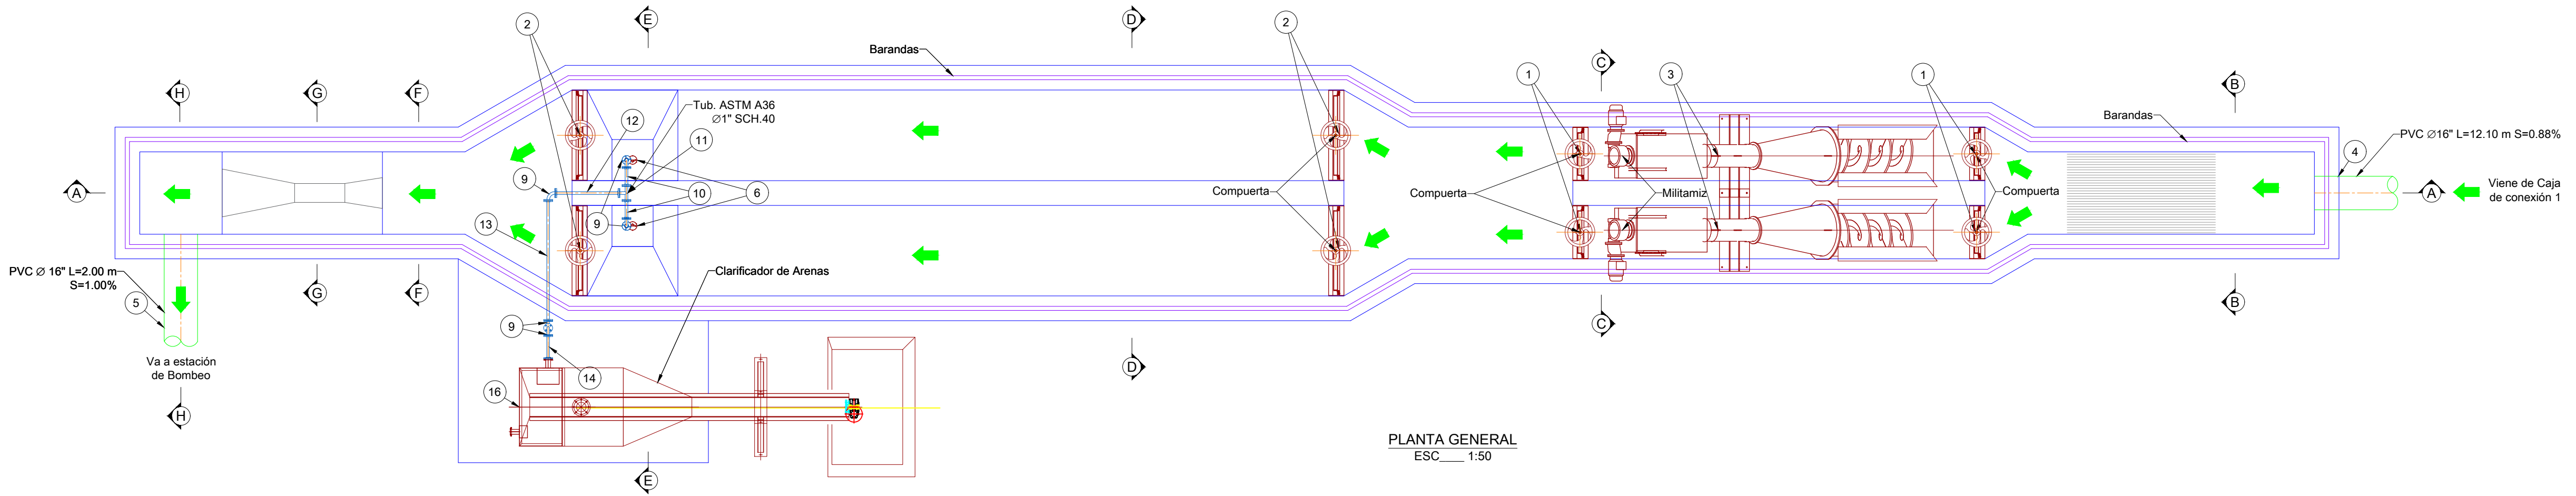 E
D
2
2
Barandas
C
1
3
1
B
H
G
F
Tub. ASTM A36
Ø1" SCH.40
12
11
Barandas
PVC Ø16" L=12.10 m S=0.88%
4
A
9
10
6
Compuerta
Compuerta
Militamiz
Compuerta
A
Viene de Caja
de conexión 1
9
13
PVC Ø 16" L=2.00 m
S=1.00%
5
G
F
Clarificador de Arenas
B
9
C
Va a estación
de Bombeo
14
D
16
H
E
PLANTA GENERAL
ESC____ 1:50